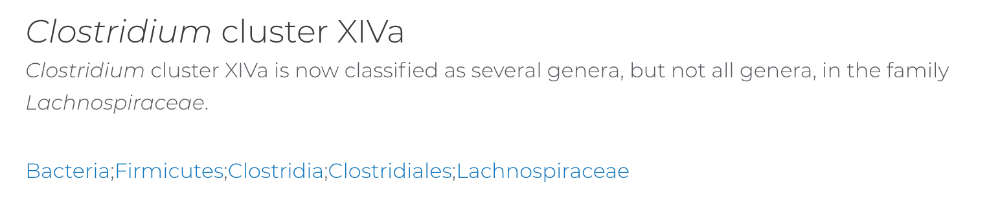 Clostridium cluster XIVa
Clostridium cluster XIVa is now classified as several genera, but not all genera, in the family
Lachnospiraceae.
Bacteria;Firmicutes;Clostridia;Clostridiales;Lachnospiraceae